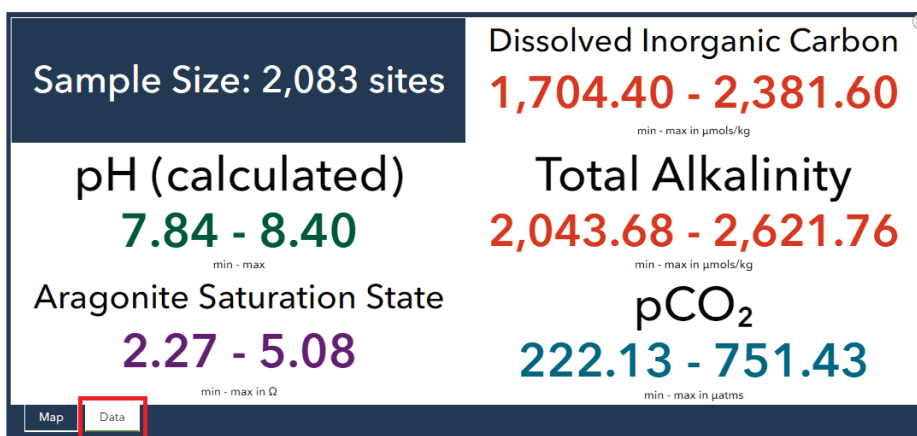 Sample Size: 2,083 sites
Dissolved Inorganic Carbon
1,704.40 - 2,381.60
min - max in µmols/kg
pH (calculated)
7.84 - 8.40
min - max
Total Alkalinity
2,043.68 - 2,621.76
min - max in µmols/kg
Aragonite Saturation State
2.27 - 5.08
min - max in Ω
pCO₂
222.13 - 751.43
min - max in µatms
Map
Data